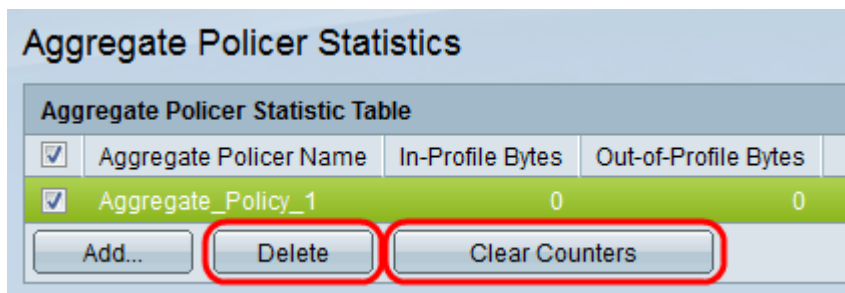 Aggregate Policer Statistics
Aggregate Policer Statistic Table
Aggregate Policer Name In-Profile Bytes Out-of-Profile Bytes
Aggregate_Policy_1 0 0
Add... Delete Clear Counters